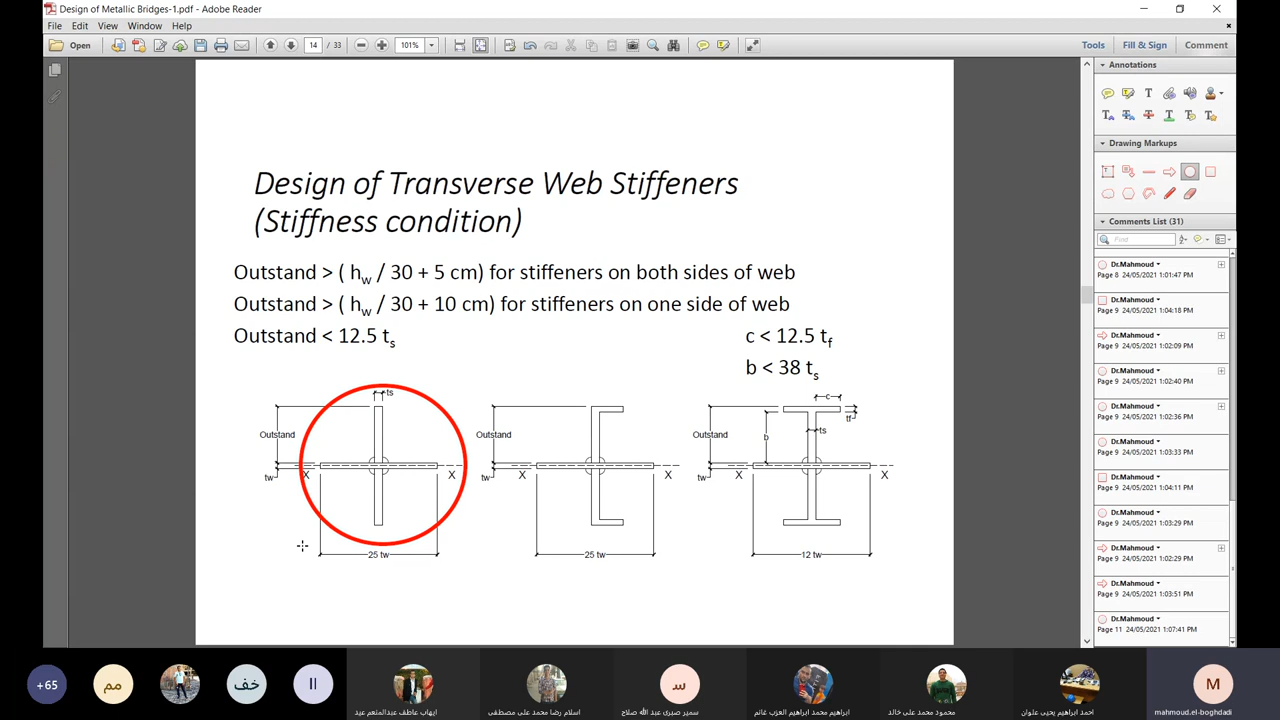 Design of Metallic Bridges-1.pdf - Adobe Reader
File Edit View Window Help
Open 14 / 33 101% Tools Fill & Sign Comment
Annotations
Drawing Markups
Comments List (31)
Find
Design of Transverse Web Stiffeners
(Stiffness condition)
Outstand > ( hw / 30 + 5 cm) for stiffeners on both sides of web
Outstand > ( hw / 30 + 10 cm) for stiffeners on one side of web
Outstand < 12.5 ts
c < 12.5 tf
b < 38 ts
ts
Outstand
tw
X X
25 tw
Outstand
tw
X X
25 tw
c
tf
ts
b
Outstand
tw
X X
12 tw
Dr.Mahmoud
Page 8 24/05/2021 1:01:47 PM
Dr.Mahmoud
Page 9 24/05/2021 1:04:18 PM
Dr.Mahmoud
Page 9 24/05/2021 1:02:09 PM
Dr.Mahmoud
Page 9 24/05/2021 1:02:40 PM
Dr.Mahmoud
Page 9 24/05/2021 1:02:36 PM
Dr.Mahmoud
Page 9 24/05/2021 1:03:33 PM
Dr.Mahmoud
Page 9 24/05/2021 1:04:11 PM
Dr.Mahmoud
Page 9 24/05/2021 1:03:29 PM
Dr.Mahmoud
Page 9 24/05/2021 1:02:29 PM
Dr.Mahmoud
Page 9 24/05/2021 1:03:51 PM
Dr.Mahmoud
Page 11 24/05/2021 1:07:41 PM
+65
مم
خف
اا
س
M
ايهاب عاطف عبدالمنعم عيد
اسلام رضا محمد على مصطفى
سمير صبرى عبد الله صلاح
ابراهيم محمد ابراهيم العزب غانم
محمود محمد على خالد
احمد ابراهيم يحيى علوان
mahmoud.el-boghdadi